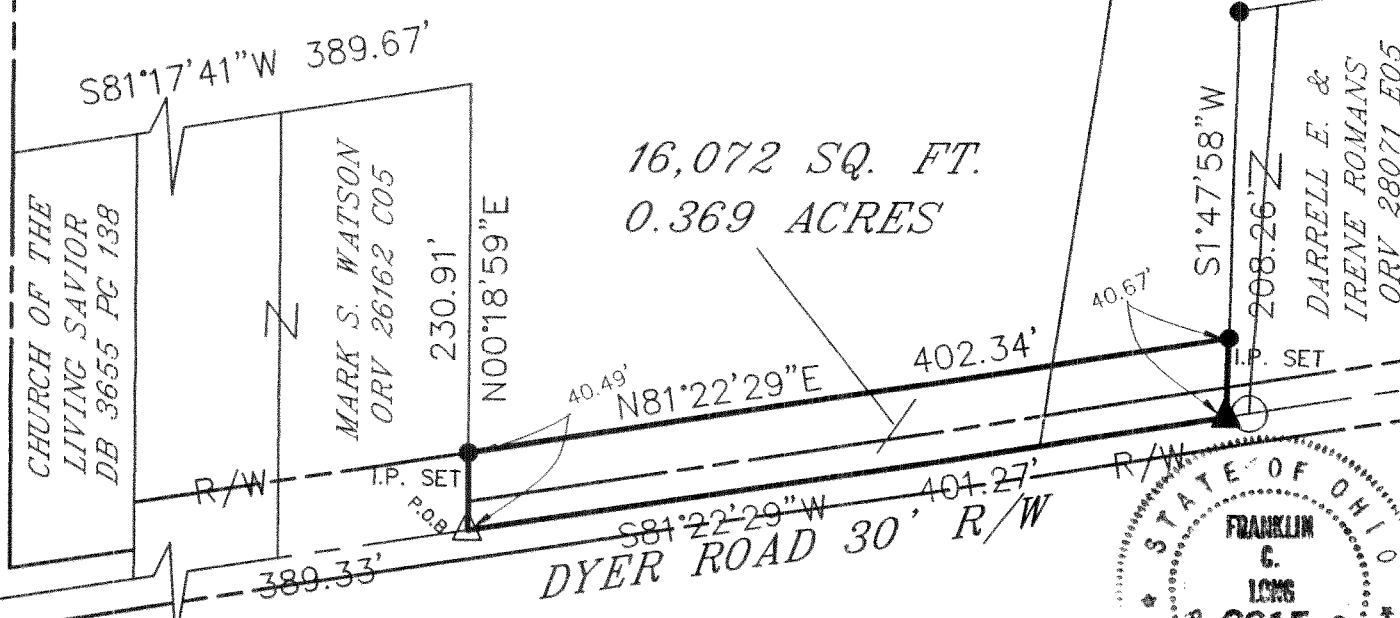 S81°17'41"W 389.67'
CHURCH OF THE
LIVING SAVIOR
DB 3655 PG 138
MARK S. WATSON
ORV 26162 C05
230.91'
N00°18'59"E
16,072 SQ. FT.
0.369 ACRES
S1°47'58"W
208.26'
DARRELL E. &
IRENE ROMANS
ORV 28071 E05
40.67'
I.P. SET
402.34'
N81°22'29"E
40.49'
I.P. SET
P.O.B.
R/W
R/W
401.27'
S81°22'29"W
389.33'
DYER ROAD 30' R/W
STATE OF OHIO
FRANKLIN
C.
LONG